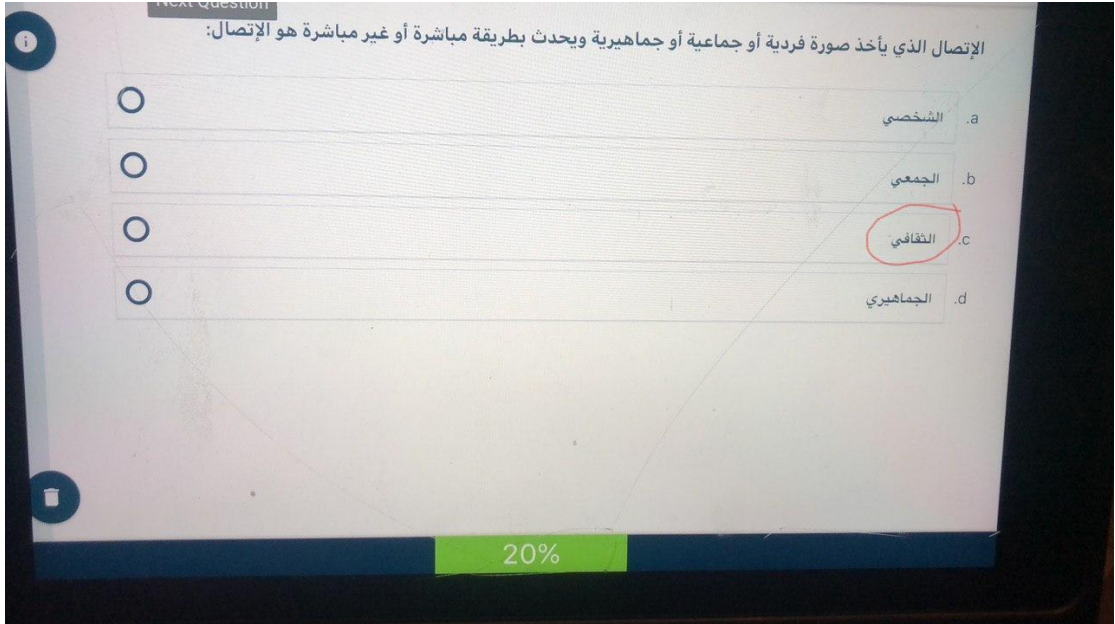 Next Question
الإتصال الذي يأخذ صورة فردية أو جماعية أو جماهيرية ويحدث بطريقة مباشرة أو غير مباشرة هو الإتصال:
a. الشخصي
b. الجمعي
c. الثقافي
d. الجماهيري
20%